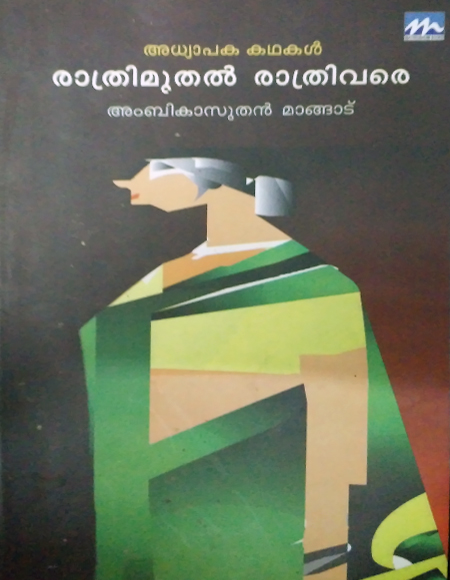 അധ്യാപക കഥകൾ
രാത്രിമുതൽ രാത്രിവരെ
അംബികാസുതൻ മാങ്ങാട്